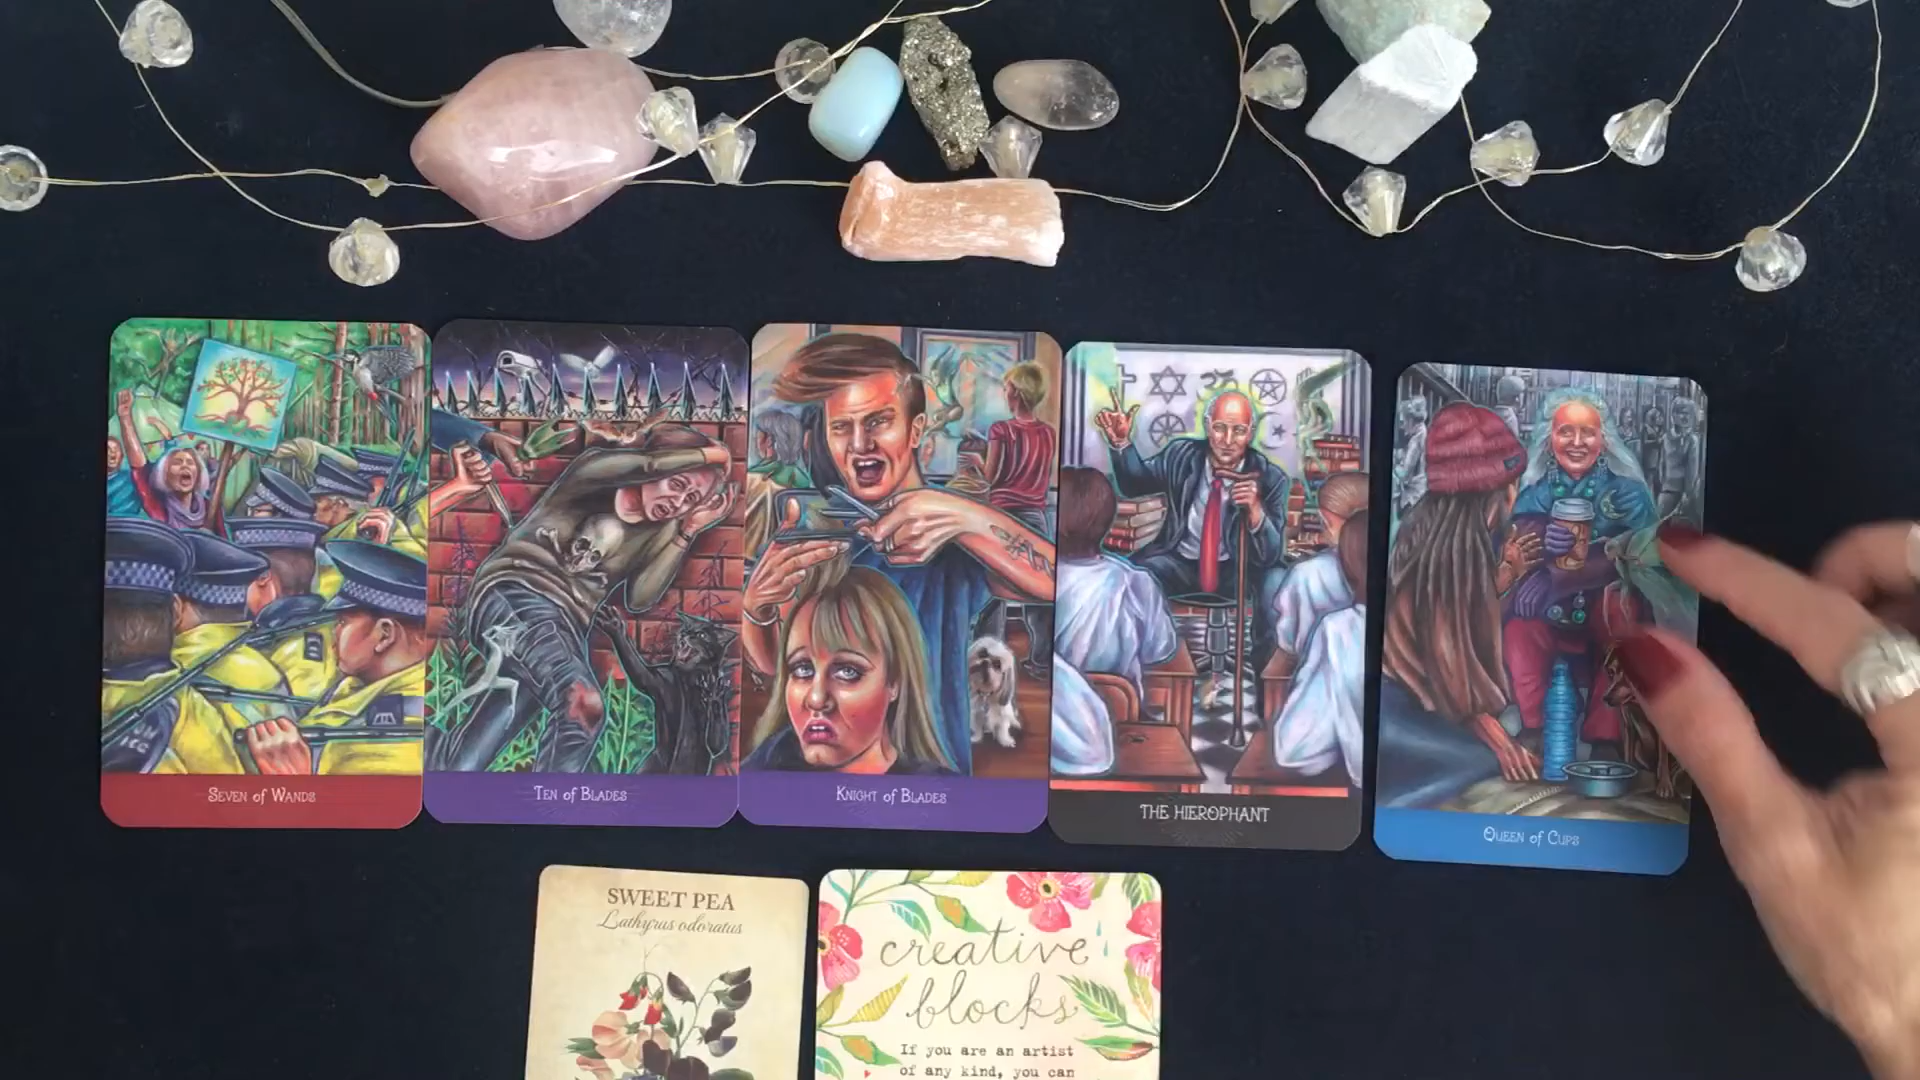 Seven of Wands
Ten of Blades
Knight of Blades
THE HIEROPHANT
Queen of Cups
SWEET PEA
Lathyrus odoratus
creative
blocks
If you are an artist
of any kind, you can